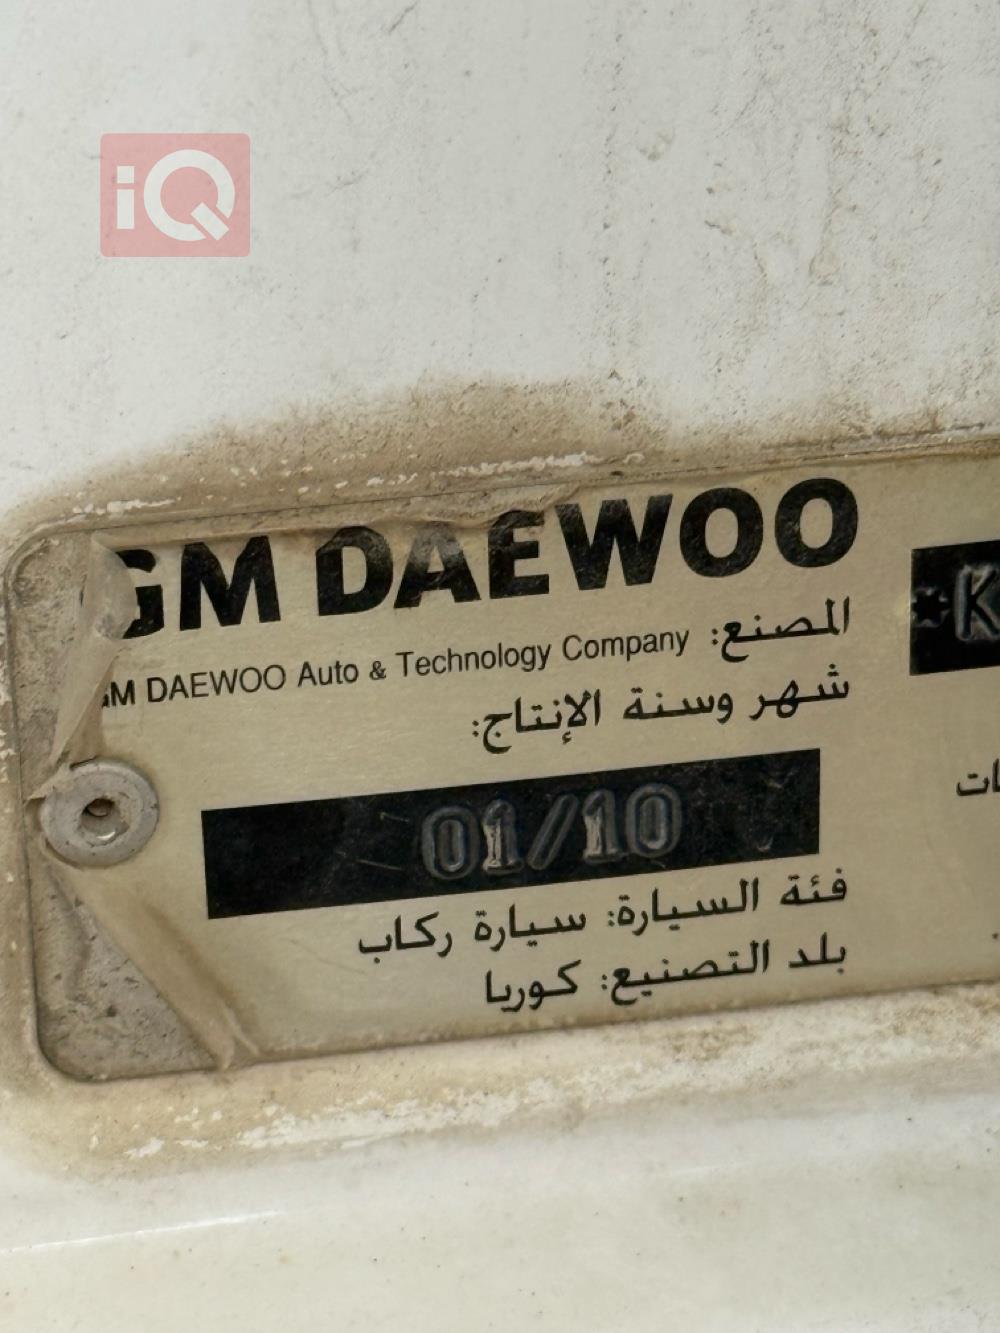 iQ
GM DAEWOO
المصنع: GM DAEWOO Auto & Technology Company
شهر وسنة الإنتاج:
01/10
فئة السيارة: سيارة ركاب
بلد التصنيع: كوريا
*K